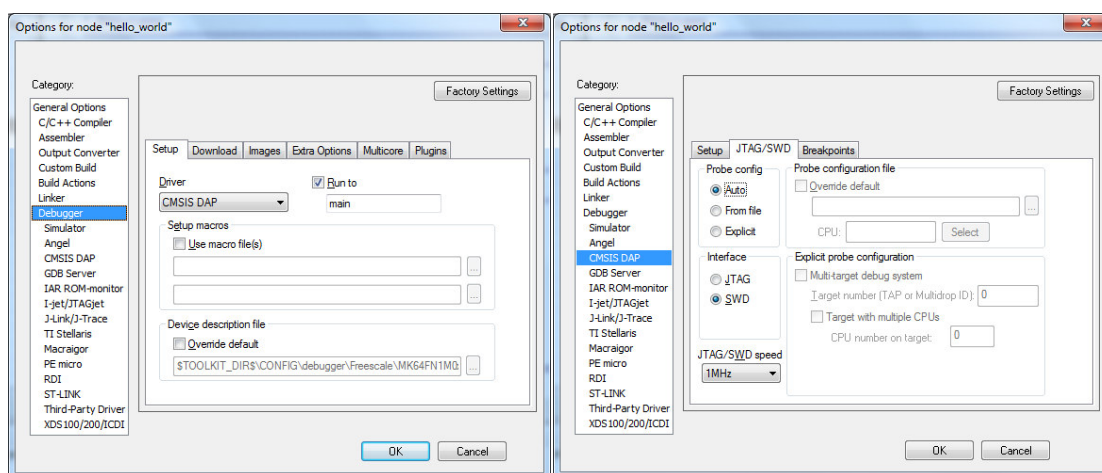 Options for node "hello_world"
Category:
General Options
C/C++ Compiler
Assembler
Output Converter
Custom Build
Build Actions
Linker
Debugger
Simulator
Angel
CMSIS DAP
GDB Server
IAR ROM-monitor
I-jet/JTAGjet
J-Link/J-Trace
TI Stellaris
Macraigor
PE micro
RDI
ST-LINK
Third-Party Driver
XDS100/200/ICDI
Factory Settings
Setup Download Images Extra Options Multicore Plugins
Driver
Run to
CMSIS DAP
main
Setup macros
Use macro file(s)
...
...
Device description file
Override default
$TOOLKIT_DIR$\CONFIG\debugger\Freescale\MK64FN1M0
...
OK Cancel
Options for node "hello_world"
Category:
General Options
C/C++ Compiler
Assembler
Output Converter
Custom Build
Build Actions
Linker
Debugger
Simulator
Angel
CMSIS DAP
GDB Server
IAR ROM-monitor
I-jet/JTAGjet
J-Link/J-Trace
TI Stellaris
Macraigor
PE micro
RDI
ST-LINK
Third-Party Driver
XDS100/200/ICDI
Factory Settings
Setup JTAG/SWD Breakpoints
Probe config
Auto
From file
Explicit
Probe configuration file
Override default
...
CPU: Select
Interface
JTAG
SWD
JTAG/SWD speed
1MHz
Explicit probe configuration
Multi-target debug system
Target number (TAP or Multidrop ID): 0
Target with multiple CPUs
CPU number on target: 0
OK Cancel